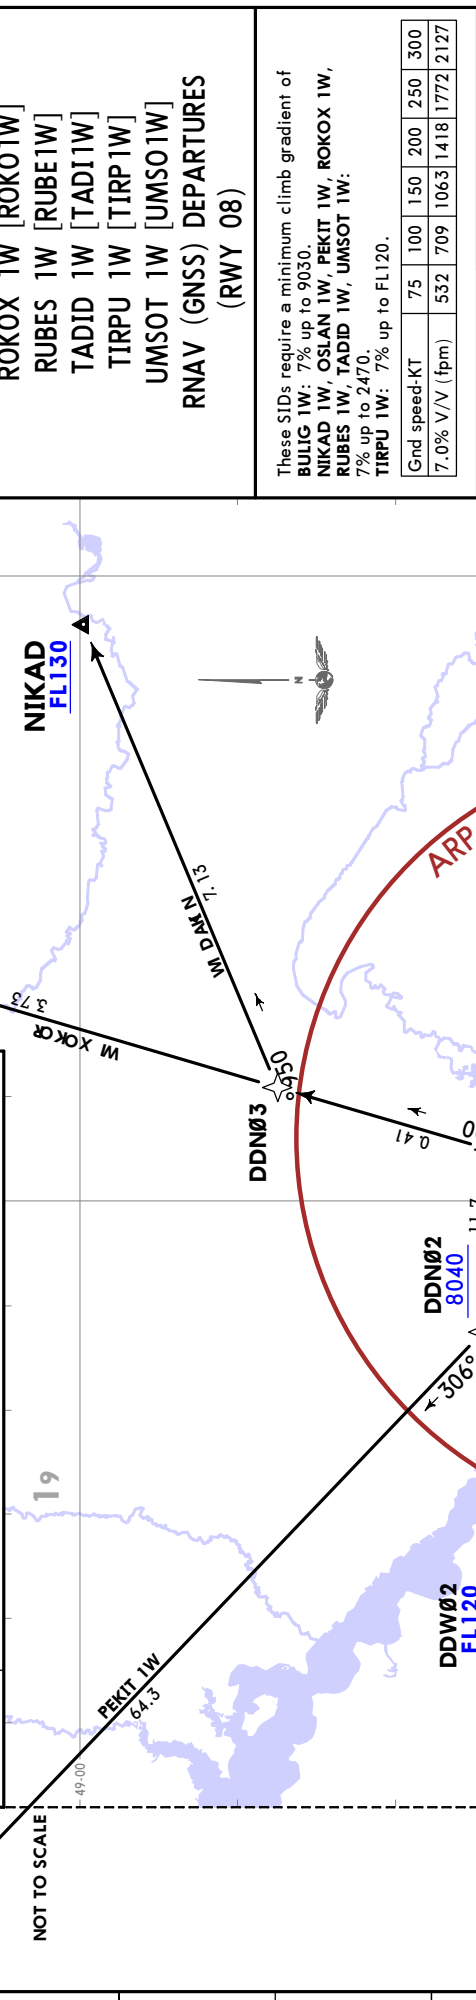 ROKOX 1W [ROKO1W]
RUBES 1W [RUBE1W]
TADID 1W [TADI1W]
TIRPU 1W [TIRP1W]
UMSOT 1W [UMSO1W]
RNAV (GNSS) DEPARTURES
(RWY 08)
These SIDs require a minimum climb gradient of
BULIG 1W: 7% up to 9030.
NIKAD 1W, OSLAN 1W, PEKIT 1W, ROKOX 1W,
RUBES 1W, TADID 1W, UMSOT 1W:
7% up to 2470.
TIRPU 1W: 7% up to FL120.
Gnd speed-KT 75 100 150 200 250 300
7.0% V/V (fpm) 532 709 1063 1418 1772 2127
NIKAD
FL130
N
7.13
3.73
ARP
DDNØ3
0.41
DDNØ2
8040
306°
19
DDWØ2
FL120
PEKIT 1W
64.3
49-00
NOT TO SCALE